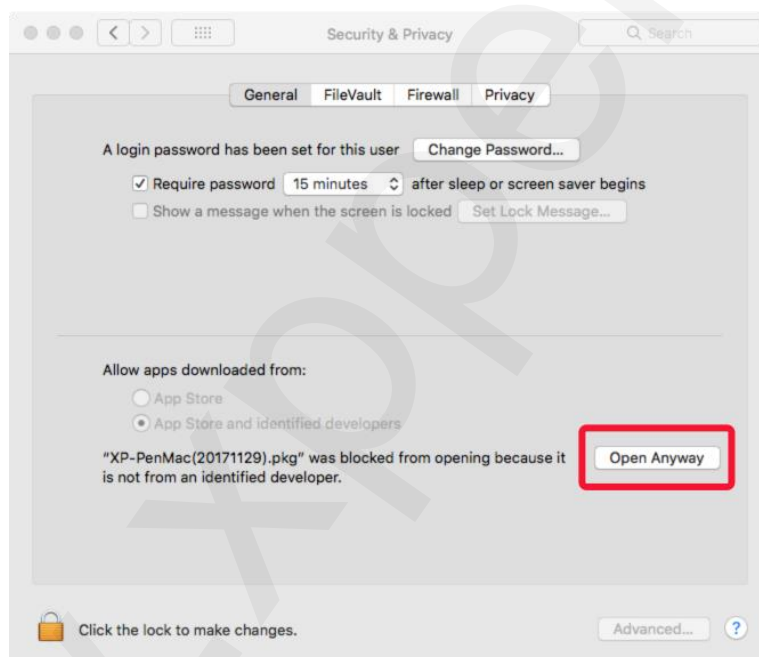 Security & Privacy
Search
General FileVault Firewall Privacy
A login password has been set for this user Change Password...
Require password 15 minutes after sleep or screen saver begins
Show a message when the screen is locked Set Lock Message...
Allow apps downloaded from:
App Store
App Store and identified developers
"XP-PenMac(20171129).pkg" was blocked from opening because it
is not from an identified developer.
Open Anyway
Click the lock to make changes.
Advanced... ?